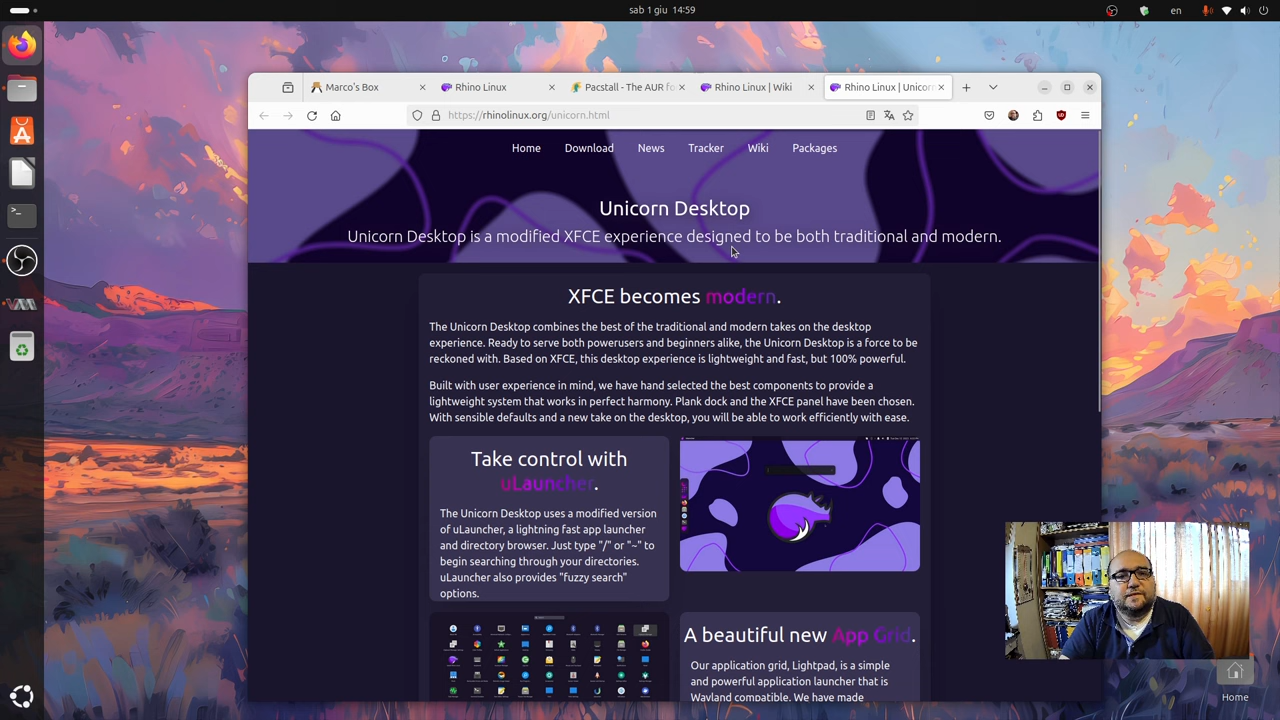 sab 1 giu 14:59
en
Marco's Box
Rhino Linux
Pacstall - The AUR fo
Rhino Linux | Wiki
Rhino Linux | Unicorn
https://rhinolinux.org/unicorn.html
Home
Download
News
Tracker
Wiki
Packages
Unicorn Desktop
Unicorn Desktop is a modified XFCE experience designed to be both traditional and modern.
XFCE becomes modern.
The Unicorn Desktop combines the best of the traditional and modern takes on the desktop
experience. Ready to serve both powerusers and beginners alike, the Unicorn Desktop is a force to be
reckoned with. Based on XFCE, this desktop experience is lightweight and fast, but 100% powerful.
Built with user experience in mind, we have hand selected the best components to provide a
lightweight system that works in perfect harmony. Plank dock and the XFCE panel have been chosen.
With sensible defaults and a new take on the desktop, you will be able to work efficiently with ease.
Take control with
uLauncher.
The Unicorn Desktop uses a modified version
of uLauncher, a lightning fast app launcher
and directory browser. Just type "/" or "~" to
begin searching through your directories.
uLauncher also provides "fuzzy search"
options.
A beautiful new App Grid.
Our application grid, Lightpad, is a simple
and powerful application launcher that is
Wayland compatible. We have made
Home